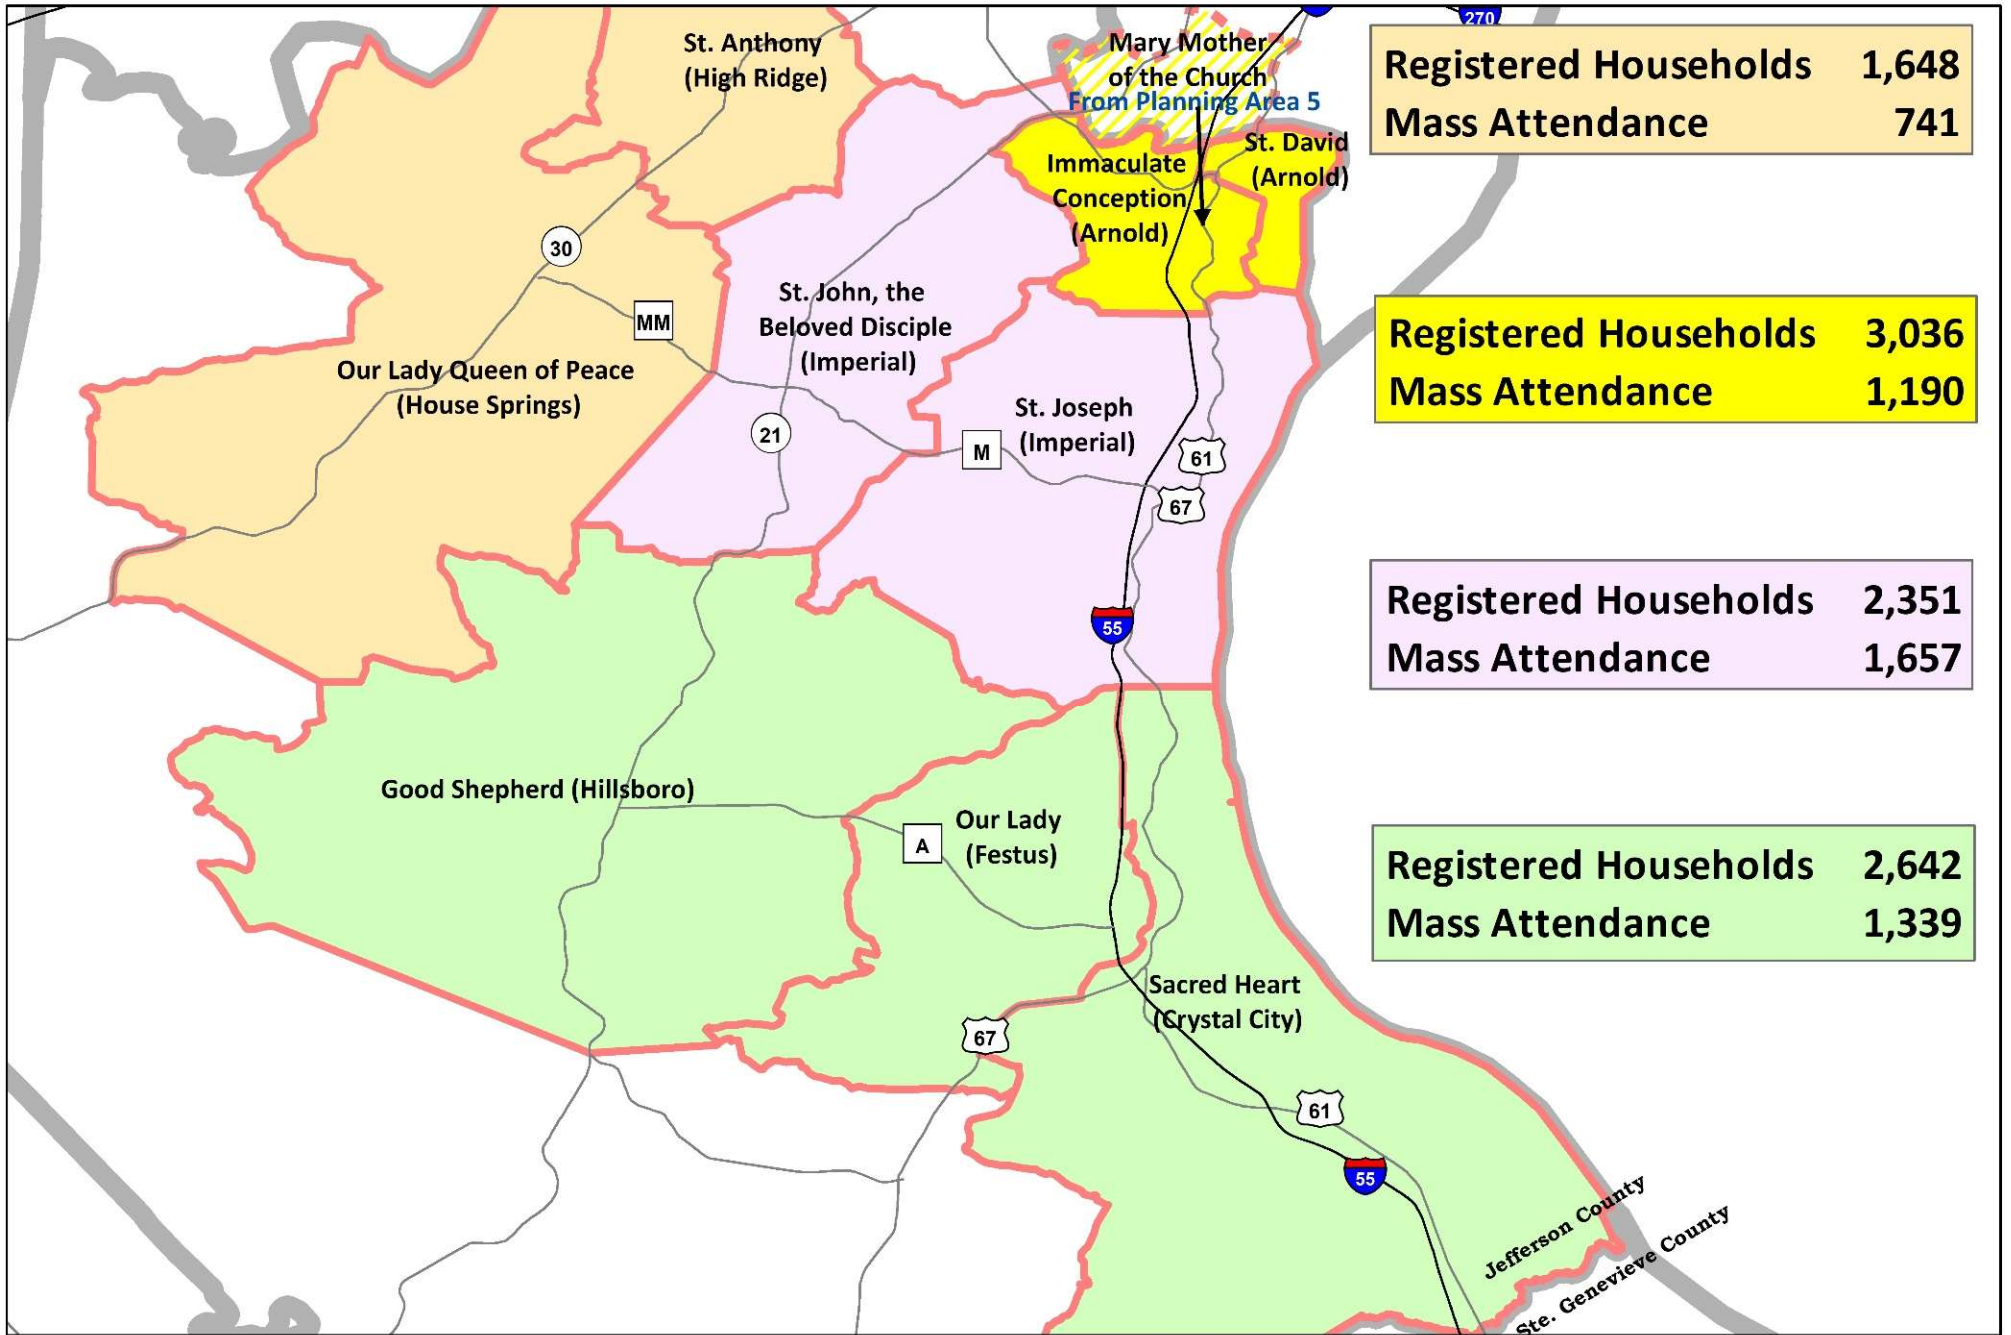 270
St. Anthony
(High Ridge)
Mary Mother
of the Church
From Planning Area 5
St. David
(Arnold)
Immaculate
Conception
(Arnold)
30
MM
St. John, the
Beloved Disciple
(Imperial)
Our Lady Queen of Peace
(House Springs)
21
St. Joseph
(Imperial)
M
61
67
55
Good Shepherd (Hillsboro)
Our Lady
(Festus)
A
Sacred Heart
(Crystal City)
67
61
55
Jefferson County
Ste. Genevieve County
Registered Households 1,648
Mass Attendance 741
Registered Households 3,036
Mass Attendance 1,190
Registered Households 2,351
Mass Attendance 1,657
Registered Households 2,642
Mass Attendance 1,339